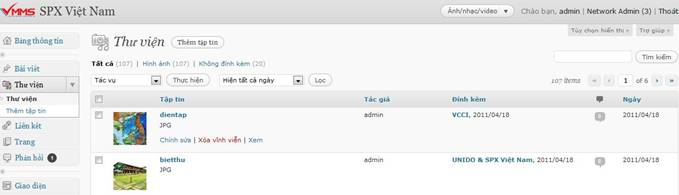 VMMS SPX Việt Nam
Ảnh/nhạc/video
Chào bạn, admin | Network Admin (3) | Thoát
Tùy chọn hiển thị
Trợ giúp
Bảng thông tin
Bài viết
Thư viện
Thư viện
Thêm tập tin
Liên kết
Trang
Phản hồi 1
Giao diện
Thư viện Thêm tập tin
Tất cả (107) | Hình ảnh (107) | Không đính kèm (20)
Tìm kiếm
Tác vụ Thực hiện Hiện tất cả ngày Lọc
107 items « ‹ 1 of 6 › »
Tập tin Tác giả Đính kèm Ngày
dientap admin VCCI, 2011/04/18 0 2011/04/18
JPG
Chỉnh sửa | Xóa vĩnh viễn | Xem
bietthu admin UNIDO & SPX Việt Nam, 2011/04/18 0 2011/04/18
JPG